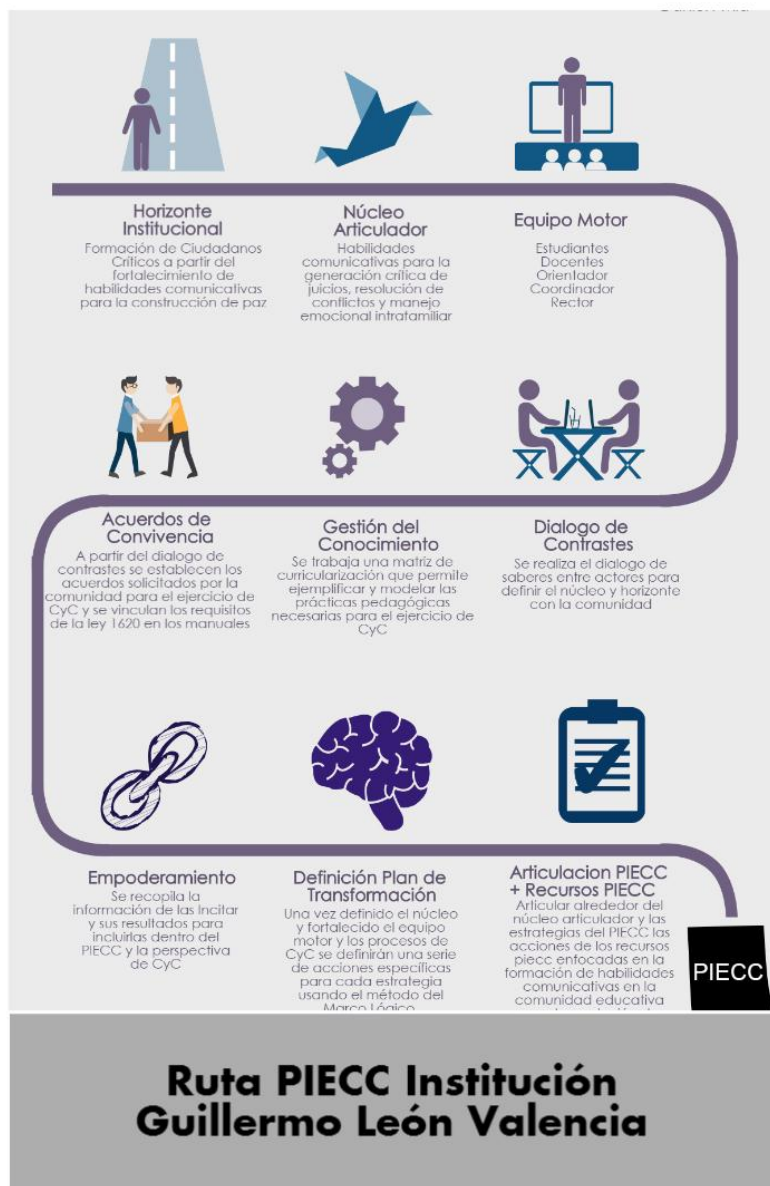 Horizonte
Institucional
Formación de Ciudadanos
Críticos a partir del
fortalecimiento de
habilidades comunicativas
para la construcción de paz
Núcleo
Articulador
Habilidades
comunicativas para la
generación crítica de
juicios, resolución de
conflictos y manejo
emocional intrafamiliar
Equipo Motor
Estudiantes
Docentes
Orientador
Coordinador
Rector
Acuerdos de
Convivencia
A partir del dialogo de
contrastes se establecen los
acuerdos solicitados por la
comunidad para el ejercicio de
CyC y se vinculan los requisitos
de la ley 1620 en los manuales
Gestión del
Conocimiento
Se trabaja una matriz de
curricularización que permite
ejemplificar y modelar las
prácticas pedagógicas
necesarias para el ejercicio de
CyC
Dialogo de
Contrastes
Se realiza el dialogo de
saberes entre actores para
definir el núcleo y horizonte
con la comunidad
Empoderamiento
Se recopila la
información de las Incitar
y sus resultados para
incluirlas dentro del
PIECC y la perspectiva
de CyC
Definición Plan de
Transformación
Una vez definido el núcleo
y fortalecido el equipo
motor y los procesos de
CyC se definirán una serie
de acciones específicas
para cada estrategia
usando el método del
Marco Lógico
Articulacion PIECC
+ Recursos PIECC
Articular alrededor del
núcleo articulador y las
estrategias del PIECC las
acciones de los recursos
piecc enfocadas en la
formación de habilidades
comunicativas en la
comunidad educativa
PIECC
Ruta PIECC Institución
Guillermo León Valencia